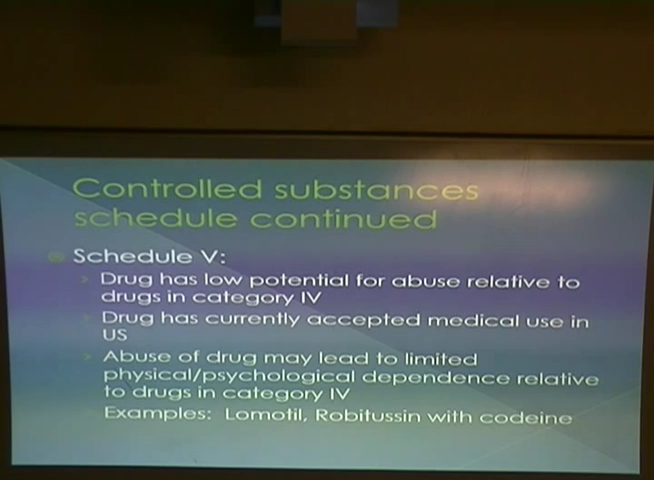 Controlled substances
schedule continued
Schedule V:
Drug has low potential for abuse relative to
drugs in category IV
Drug has currently accepted medical use in
US
Abuse of drug may lead to limited
physical/psychological dependence relative
to drugs in category IV
Examples: Lomotil, Robitussin with codeine